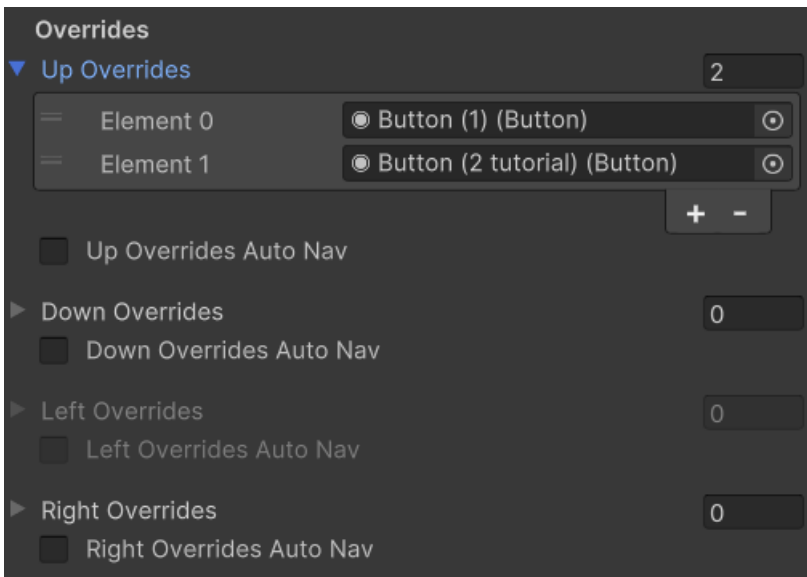 Overrides
Up Overrides 2
Element 0 Button (1) (Button)
Element 1 Button (2 tutorial) (Button)
+ -
Up Overrides Auto Nav
Down Overrides 0
Down Overrides Auto Nav
Left Overrides 0
Left Overrides Auto Nav
Right Overrides 0
Right Overrides Auto Nav